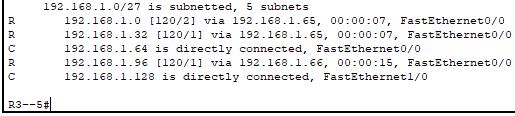 192.168.1.0/27 is subnetted, 5 subnets
R 192.168.1.0 [120/2] via 192.168.1.65, 00:00:07, FastEthernet0/0
R 192.168.1.32 [120/1] via 192.168.1.65, 00:00:07, FastEthernet0/0
C 192.168.1.64 is directly connected, FastEthernet0/0
R 192.168.1.96 [120/1] via 192.168.1.66, 00:00:15, FastEthernet0/0
C 192.168.1.128 is directly connected, FastEthernet1/0
R3--5#